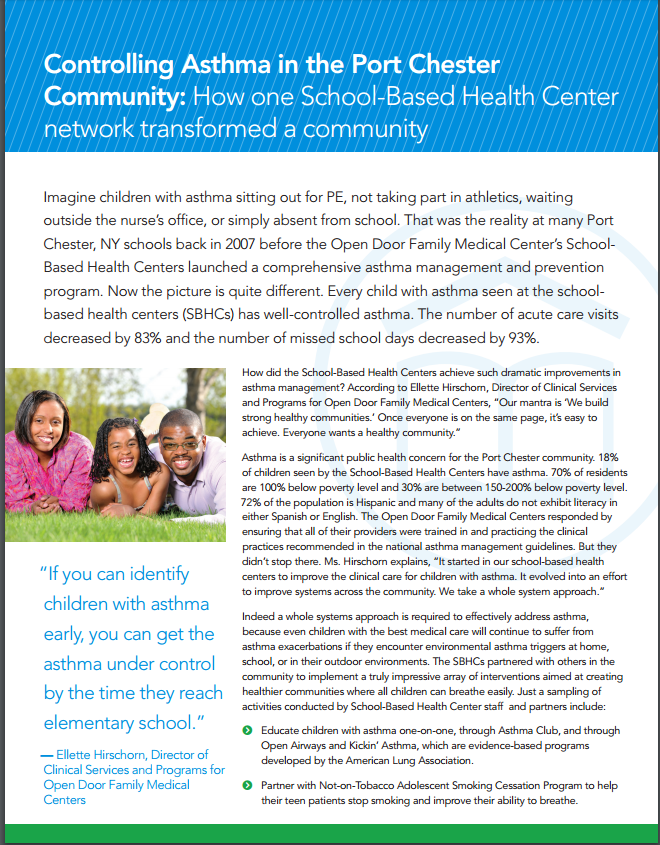 Controlling Asthma in the Port Chester
Community: How one School-Based Health Center
network transformed a community
Imagine children with asthma sitting out for PE, not taking part in athletics, waiting
outside the nurse's office, or simply absent from school. That was the reality at many Port
Chester, NY schools back in 2007 before the Open Door Family Medical Center's School-
Based Health Centers launched a comprehensive asthma management and prevention
program. Now the picture is quite different. Every child with asthma seen at the school-
based health centers (SBHCs) has well-controlled asthma. The number of acute care visits
decreased by 83% and the number of missed school days decreased by 93%.
How did the School-Based Health Centers achieve such dramatic improvements in
asthma management? According to Ellette Hirschorn, Director of Clinical Services
and Programs for Open Door Family Medical Centers, "Our mantra is 'We build
strong healthy communities.' Once everyone is on the same page, it's easy to
achieve. Everyone wants a healthy community."
Asthma is a significant public health concern for the Port Chester community. 18%
of children seen by the School-Based Health Centers have asthma. 70% of residents
are 100% below poverty level and 30% are between 150-200% below poverty level.
72% of the population is Hispanic and many of the adults do not exhibit literacy in
either Spanish or English. The Open Door Family Medical Centers responded by
ensuring that all of their providers were trained in and practicing the clinical
practices recommended in the national asthma management guidelines. But they
didn't stop there. Ms. Hirschorn explains, "It started in our school-based health
centers to improve the clinical care for children with asthma. It evolved into an effort
to improve systems across the community. We take a whole system approach."
Indeed a whole systems approach is required to effectively address asthma,
because even children with the best medical care will continue to suffer from
asthma exacerbations if they encounter environmental asthma triggers at home,
school, or in their outdoor environments. The SBHCs partnered with others in the
community to implement a truly impressive array of interventions aimed at creating
healthier communities where all children can breathe easily. Just a sampling of
activities conducted by School-Based Health Center staff and partners include:
Educate children with asthma one-on-one, through Asthma Club, and through
Open Airways and Kickin' Asthma, which are evidence-based programs
developed by the American Lung Association.
Partner with Not-on-Tobacco Adolescent Smoking Cessation Program to help
their teen patients stop smoking and improve their ability to breathe.
"If you can identify
children with asthma
early, you can get the
asthma under control
by the time they reach
elementary school."
— Ellette Hirschorn, Director of
Clinical Services and Programs for
Open Door Family Medical
Centers